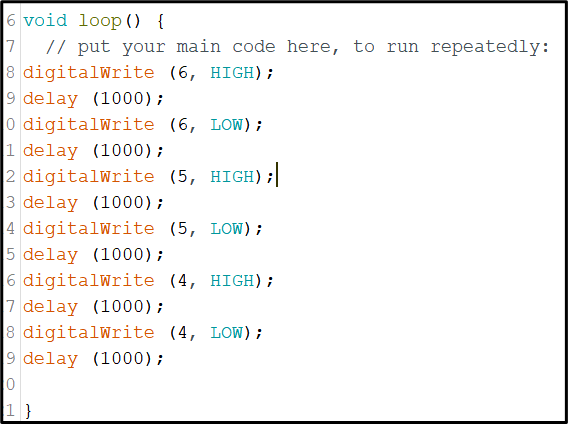 6 void loop() {
7 // put your main code here, to run repeatedly:
8 digitalWrite (6, HIGH);
9 delay (1000);
0 digitalWrite (6, LOW);
1 delay (1000);
2 digitalWrite (5, HIGH);
3 delay (1000);
4 digitalWrite (5, LOW);
5 delay (1000);
6 digitalWrite (4, HIGH);
7 delay (1000);
8 digitalWrite (4, LOW);
9 delay (1000);
0
1 }